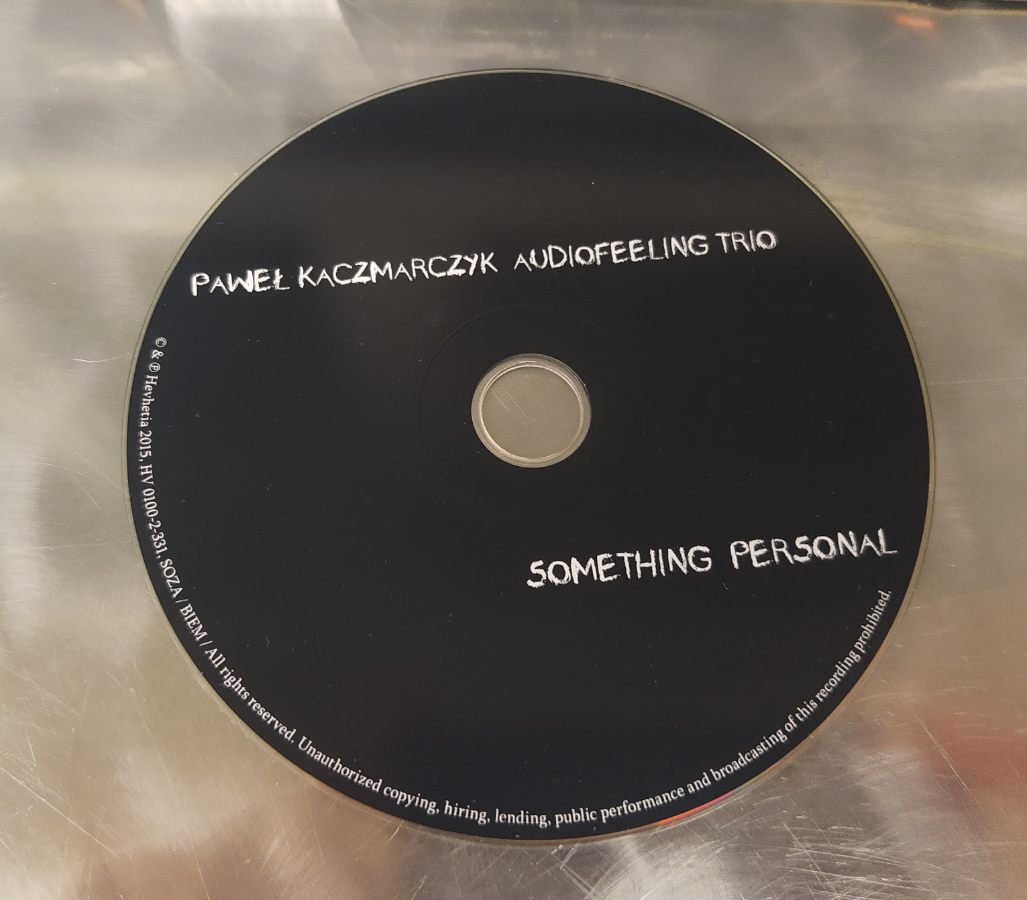 PAWEŁ KACZMARCZYK AUDIOFEELING TRIO
SOMETHING PERSONAL
© & ℗ Hevhetia 2015, HV 0100-2-331, SOZA / BIEM / All rights reserved. Unauthorized copying, hiring, lending, public performance and broadcasting of this recording prohibited.